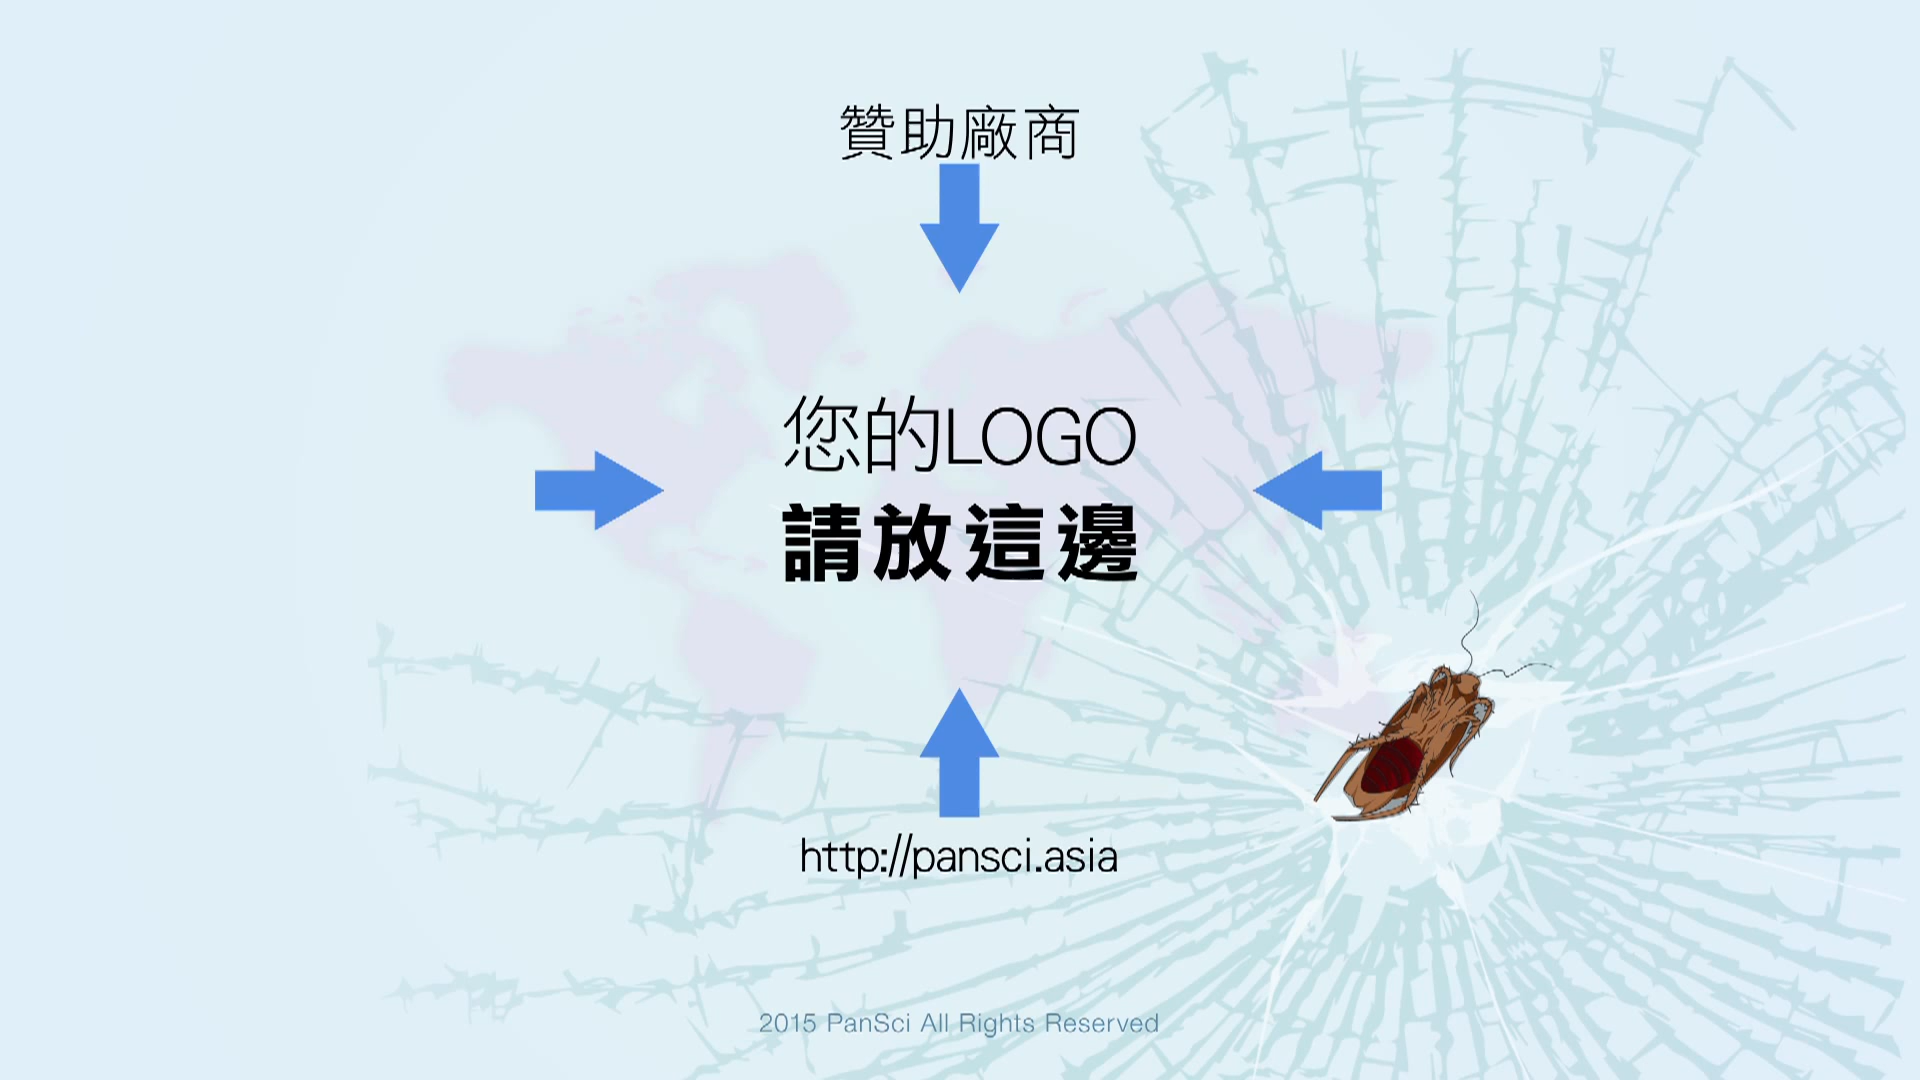 贊助廠商
您的LOGO
請放這邊
http://pansci.asia
2015 PanSci All Rights Reserved